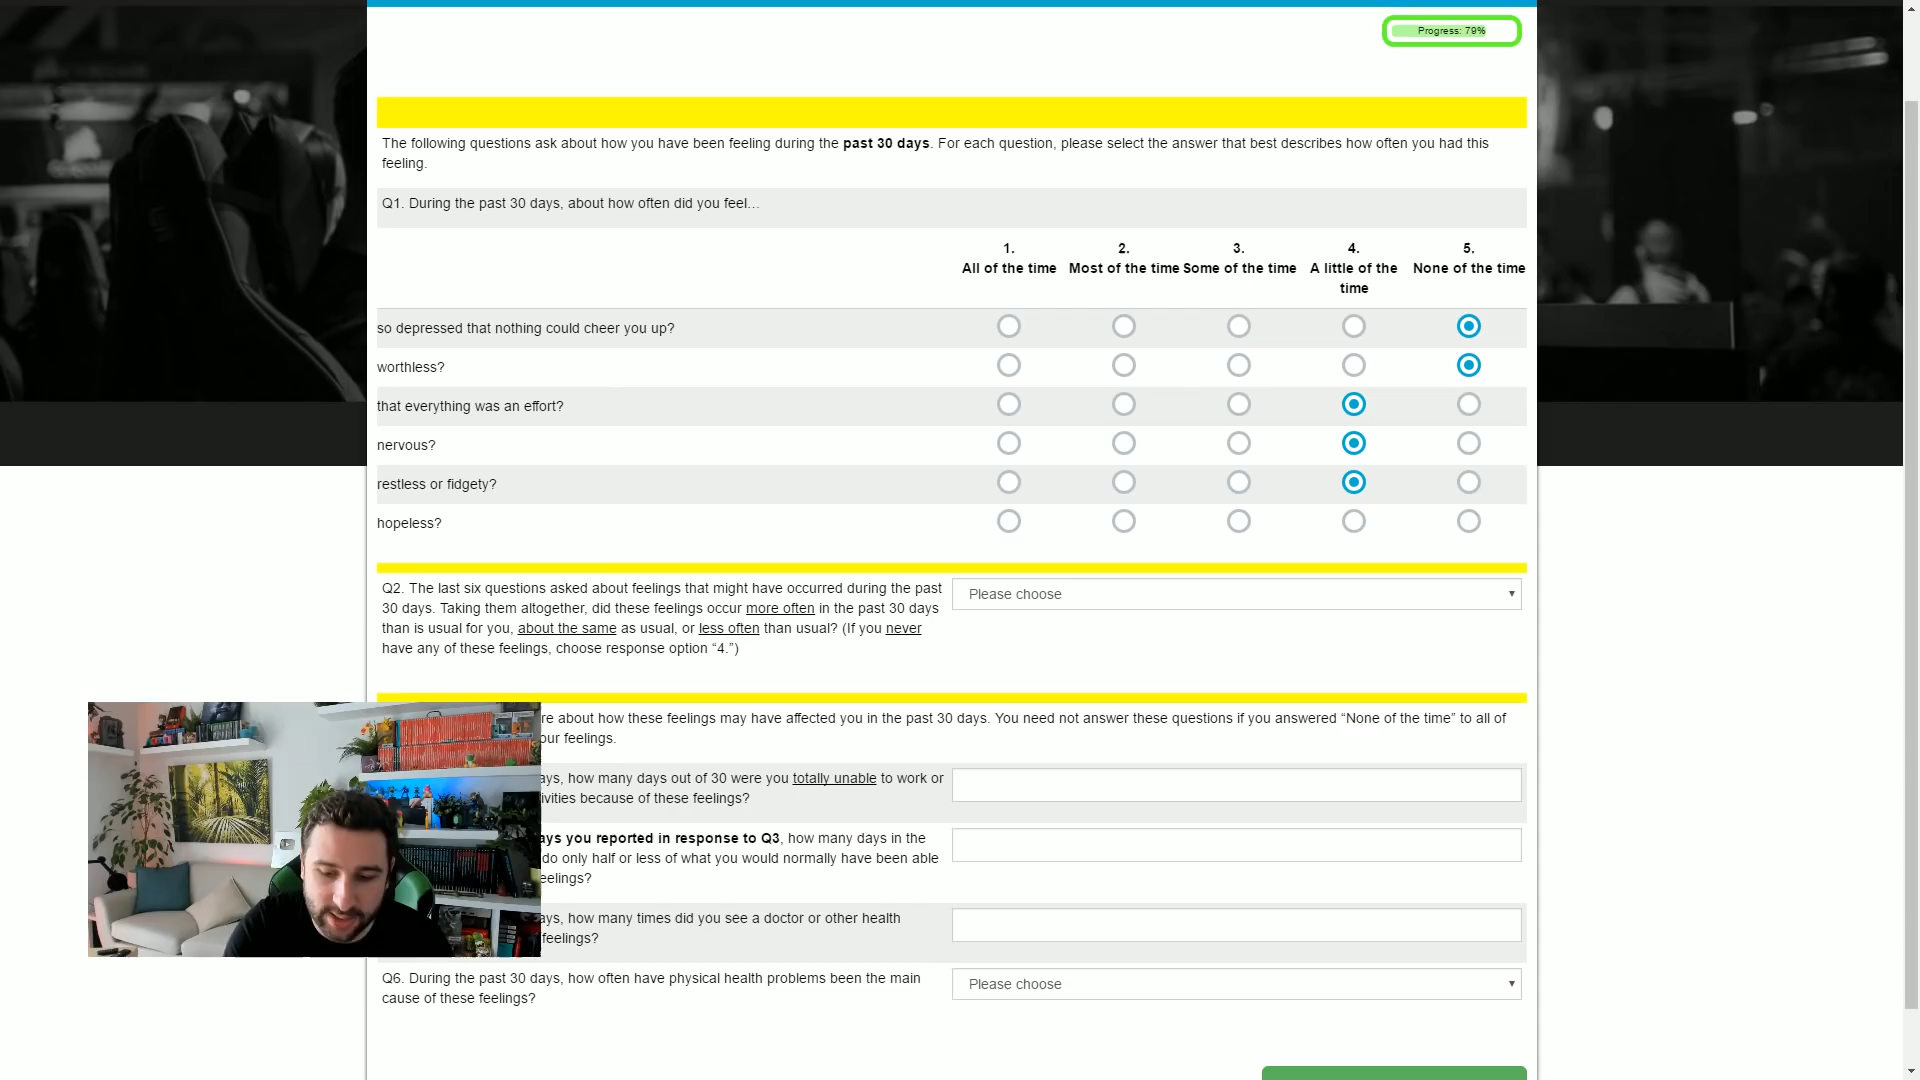 Progress: 79%
The following questions ask about how you have been feeling during the past 30 days. For each question, please select the answer that best describes how often you had this
feeling.
Q1. During the past 30 days, about how often did you feel…
1. 2. 3. 4. 5.
All of the time Most of the time Some of the time A little of the None of the time
time
so depressed that nothing could cheer you up?
worthless?
that everything was an effort?
nervous?
restless or fidgety?
hopeless?
Q2. The last six questions asked about feelings that might have occurred during the past
30 days. Taking them altogether, did these feelings occur more often in the past 30 days
than is usual for you, about the same as usual, or less often than usual? (If you never
have any of these feelings, choose response option “4.”)
Please choose
re about how these feelings may have affected you in the past 30 days. You need not answer these questions if you answered “None of the time” to all of
our feelings.
ays, how many days out of 30 were you totally unable to work or
ivities because of these feelings?
ays you reported in response to Q3, how many days in the
do only half or less of what you would normally have been able
eelings?
ays, how many times did you see a doctor or other health
feelings?
Q6. During the past 30 days, how often have physical health problems been the main
cause of these feelings?
Please choose